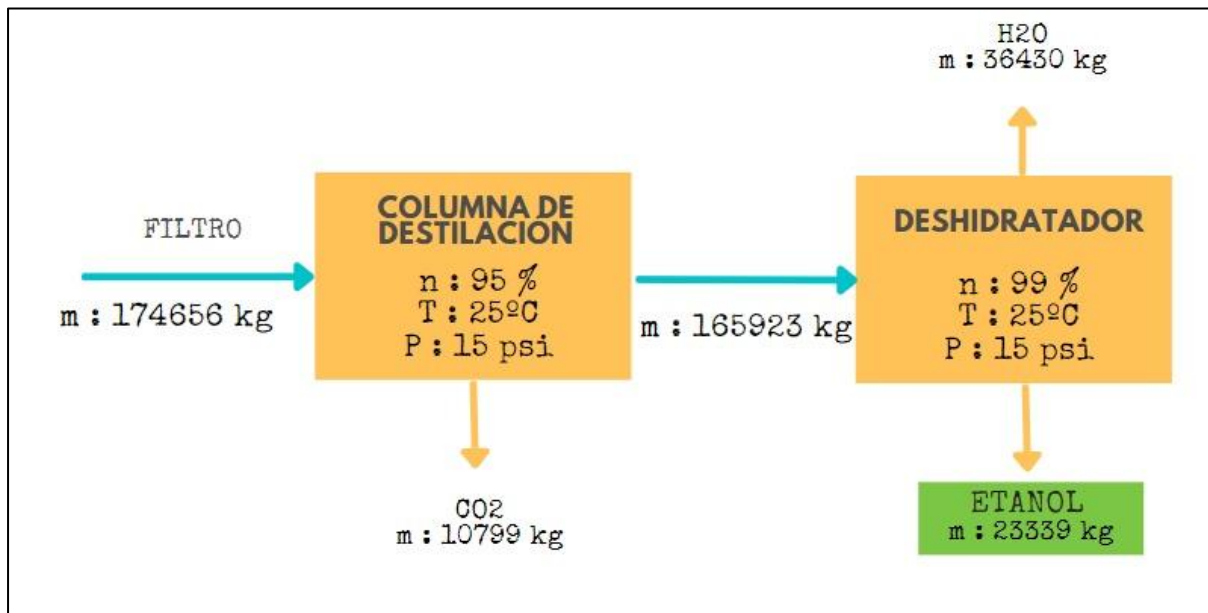 FILTRO
m : 174656 kg
COLUMNA DE
DESTILACIÓN
n : 95 %
T : 25ºC
P : 15 psi
CO2
m : 10799 kg
m : 165923 kg
H2O
m : 36430 kg
DESHIDRATADOR
n : 99 %
T : 25ºC
P : 15 psi
ETANOL
m : 23339 kg